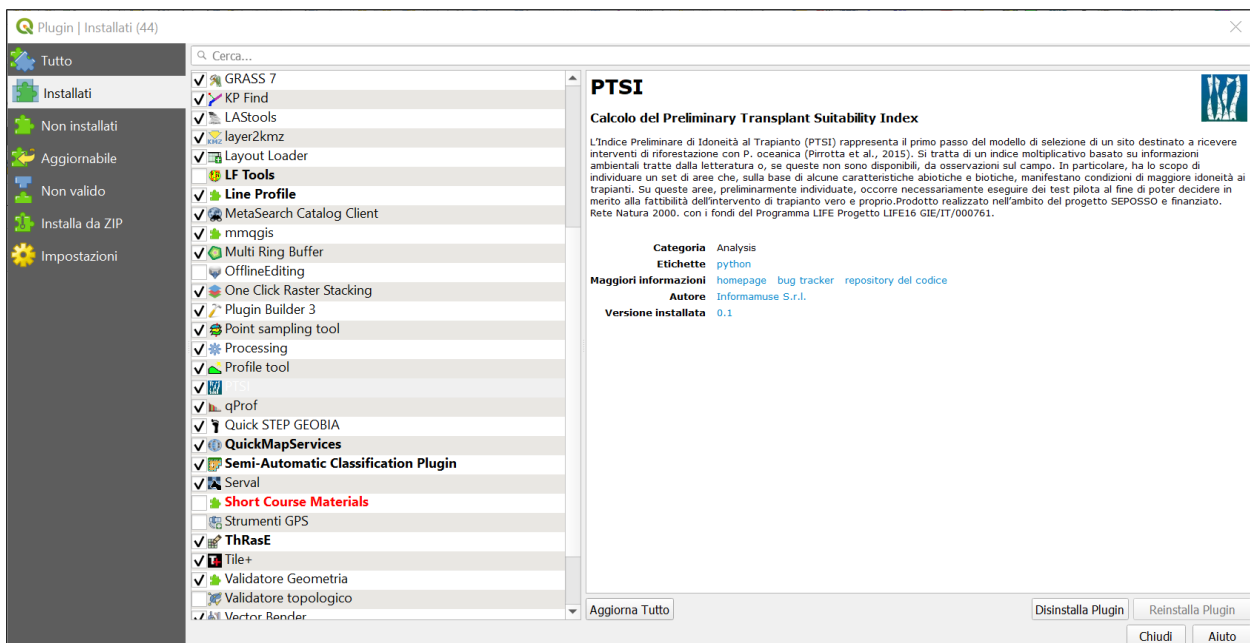 Plugin | Installati (44)
Tutto
Installati
Non installati
Aggiornabile
Non valido
Installa da ZIP
Impostazioni
Cerca...
GRASS 7
KP Find
LAStools
layer2kmz
Layout Loader
LF Tools
Line Profile
MetaSearch Catalog Client
mmqgis
Multi Ring Buffer
OfflineEditing
One Click Raster Stacking
Plugin Builder 3
Point sampling tool
Processing
Profile tool
PTSI
qProf
Quick STEP GEOBIA
QuickMapServices
Semi-Automatic Classification Plugin
Serval
Short Course Materials
Strumenti GPS
ThRasE
Tile+
Validatore Geometria
Validatore topologico
Vector Bender
PTSI
Calcolo del Preliminary Transplant Suitability Index
L'Indice Preliminare di Idoneità al Trapianto (PTSI) rappresenta il primo passo del modello di selezione di un sito destinato a ricevere
interventi di riforestazione con P. oceanica (Pirrotta et al., 2015). Si tratta di un indice moltiplicativo basato su informazioni
ambientali tratte dalla letteratura o, se queste non sono disponibili, da osservazioni sul campo. In particolare, ha lo scopo di
individuare un set di aree che, sulla base di alcune caratteristiche abiotiche e biotiche, manifestano condizioni di maggiore idoneità ai
trapianti. Su queste aree, preliminarmente individuate, occorre necessariamente eseguire dei test pilota al fine di poter decidere in
merito alla fattibilità dell'intervento di trapianto vero e proprio.Prodotto realizzato nell'ambito del progetto SEPOSSO e finanziato.
Rete Natura 2000. con i fondi del Programma LIFE Progetto LIFE16 GIE/IT/000761.
Categoria Analysis
Etichette python
Maggiori informazioni homepage bug tracker repository del codice
Autore Informamuse S.r.l.
Versione installata 0.1
Aggiorna Tutto
Disinstalla Plugin
Reinstalla Plugin
Chiudi
Aiuto